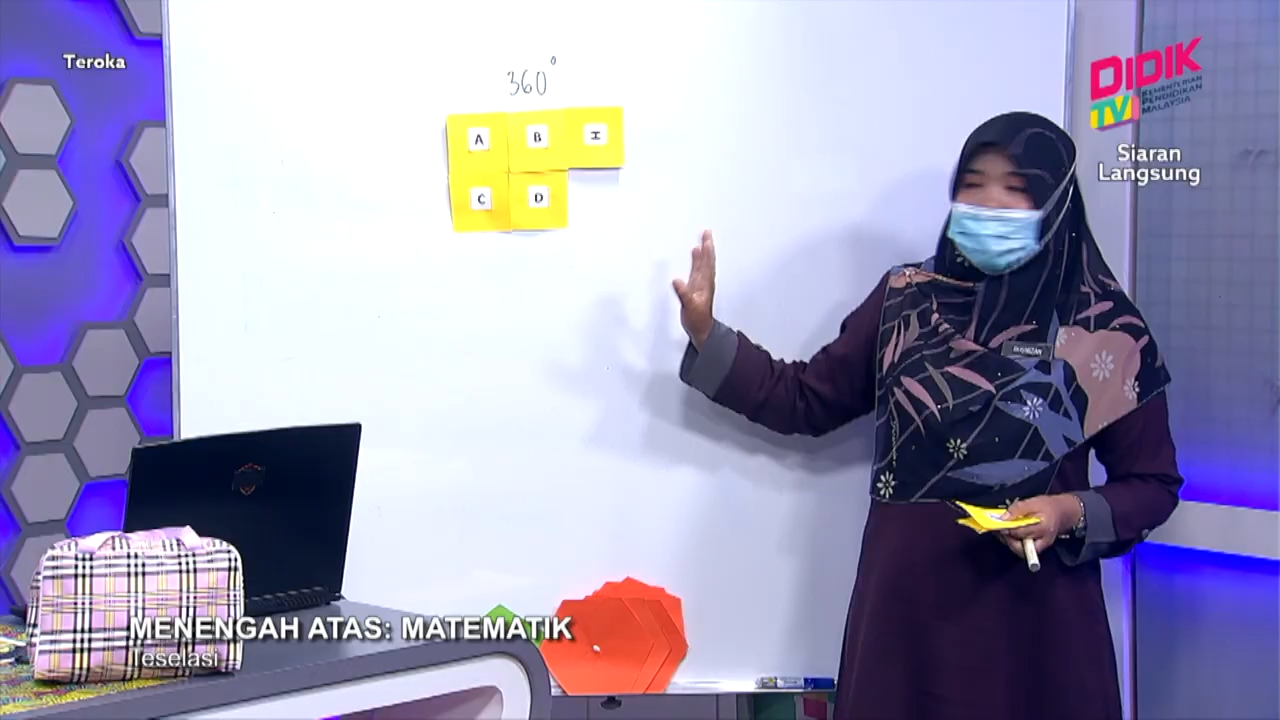 Teroka
360°
A B H
C D
DIDIK
TV
KEMENTERIAN
PENDIDIKAN
MALAYSIA
Siaran
Langsung
MENENGAH ATAS: MATEMATIK
Teselasi